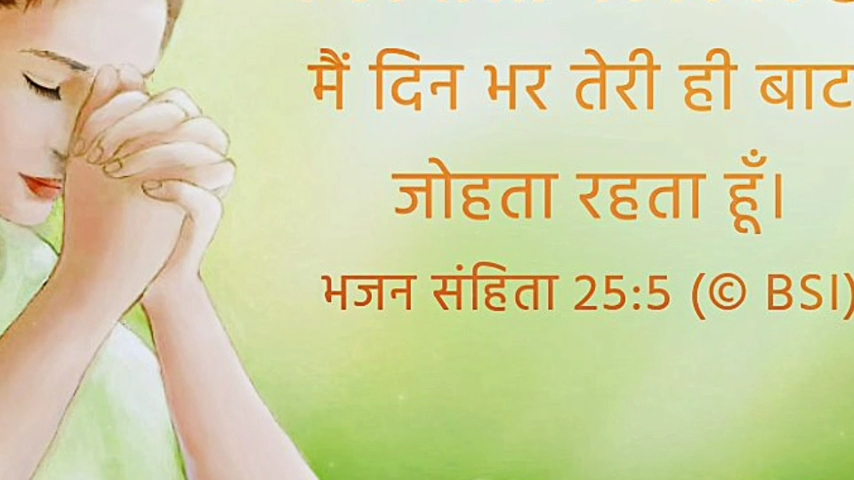 मैं दिन भर तेरी ही बाट
जोहता रहता हूँ।
भजन संहिता 25:5 (© BSI)